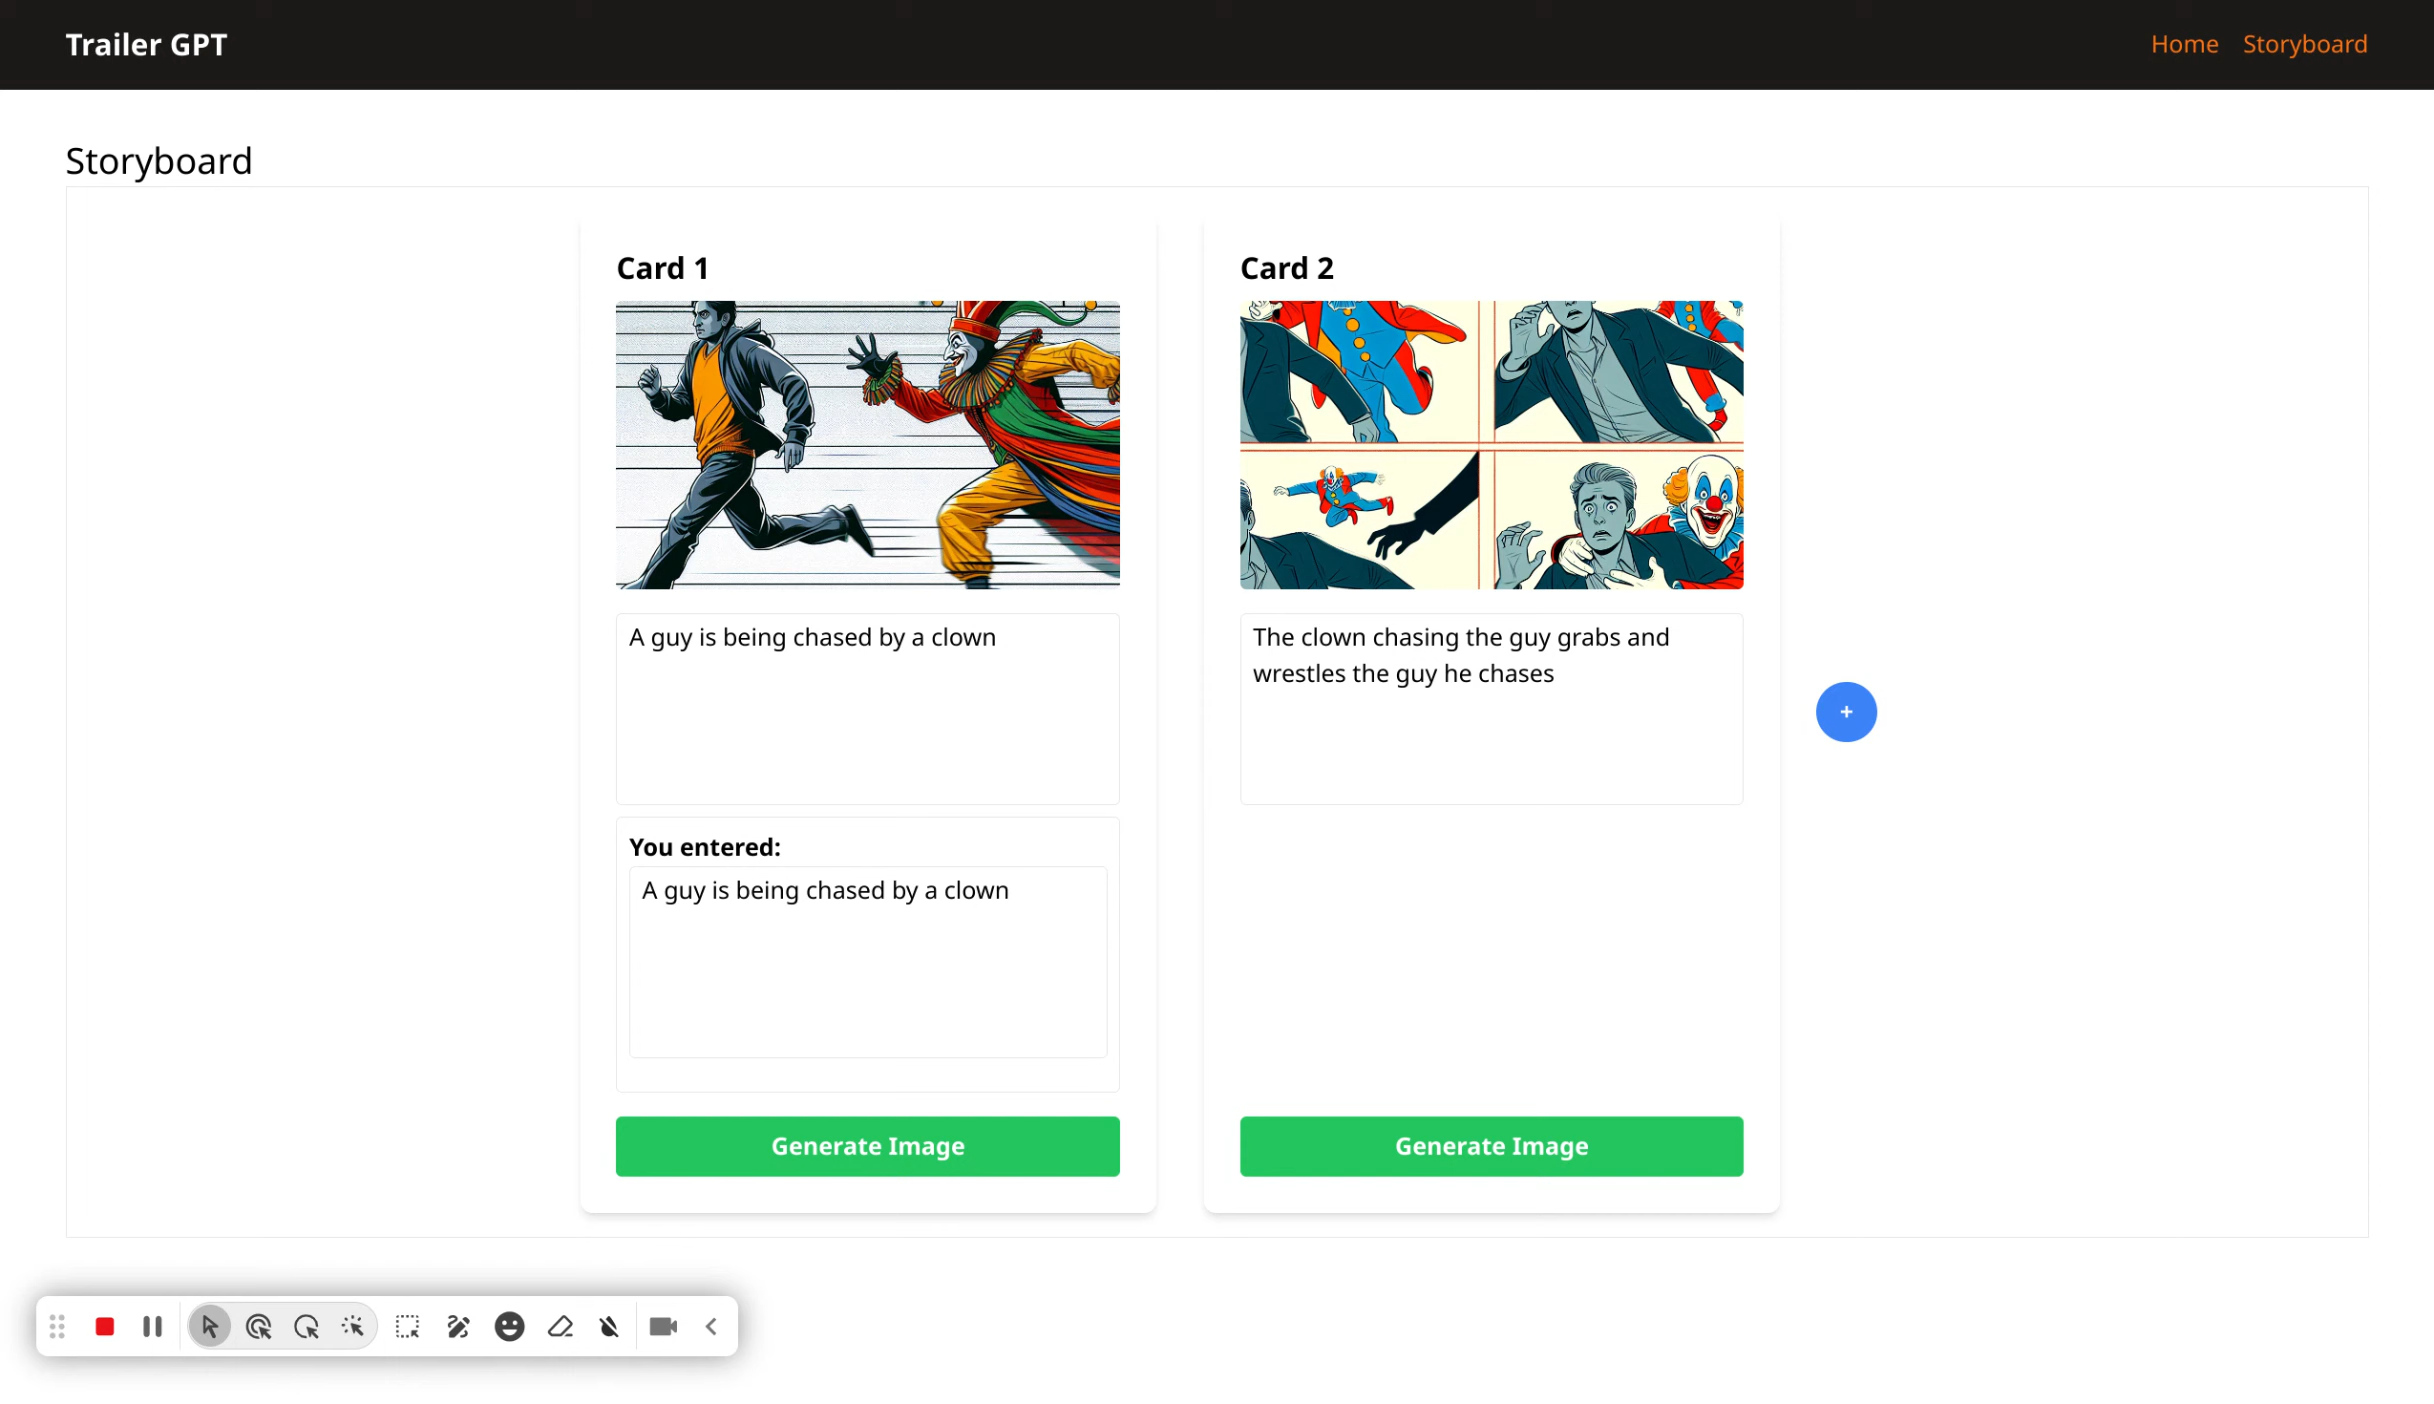 Trailer GPT
Home
Storyboard
Storyboard
Card 1
A guy is being chased by a clown
You entered:
A guy is being chased by a clown
Generate Image
Card 2
The clown chasing the guy grabs and
wrestles the guy he chases
Generate Image
+